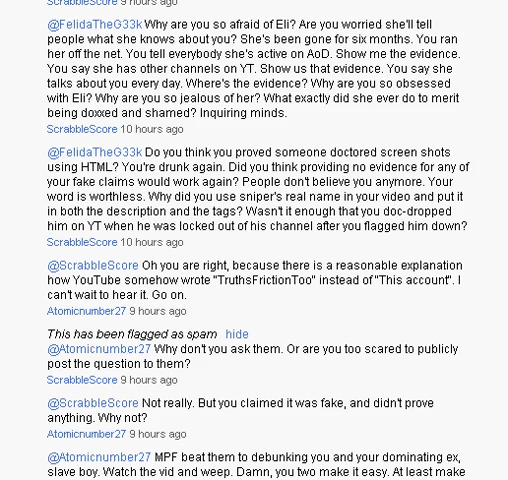 ScrabbleScore 9 hours ago
@FelidaTheG33k Why are you so afraid of Eli? Are you worried she'll tell
people what she knows about you? She's been gone for six months. You ran
her off the net. You tell everybody she's active on AoD. Show me the evidence.
You say she has other channels on YT. Show us that evidence. You say she
talks about you every day. Where's the evidence? Why are you so obsessed
with Eli? Why are you so jealous of her? What exactly did she ever do to merit
being doxxed and shamed? Inquiring minds.
ScrabbleScore 10 hours ago
@FelidaTheG33k Do you think you proved someone doctored screen shots
using HTML? You're drunk again. Did you think providing no evidence for any of
your fake claims would work again? People don't believe you anymore. Your
word is worthless. Why did you use sniper's real name in your video and put it
in both the description and the tags? Wasn't it enough that you doc-dropped
him on YT when he was locked out of his channel after you flagged him down?
ScrabbleScore 10 hours ago
@ScrabbleScore Oh you are right, because there is a reasonable explanation
how YouTube somehow wrote "TruthsFrictionToo" instead of "This account". I
can't wait to hear it. Go on.
Atomicnumber27 9 hours ago
This has been flagged as spam hide
@Atomicnumber27 Why don't you ask them. Or are you too scared to publicly
post the question to them?
ScrabbleScore 9 hours ago
@ScrabbleScore Not really. But you claimed it was fake, and didn't prove
anything. Why not?
Atomicnumber27 9 hours ago
@Atomicnumber27 MPF beat them to debunking you and your dominating ex,
slave boy. Watch the vid and weep. Damn, you two make it easy. At least make